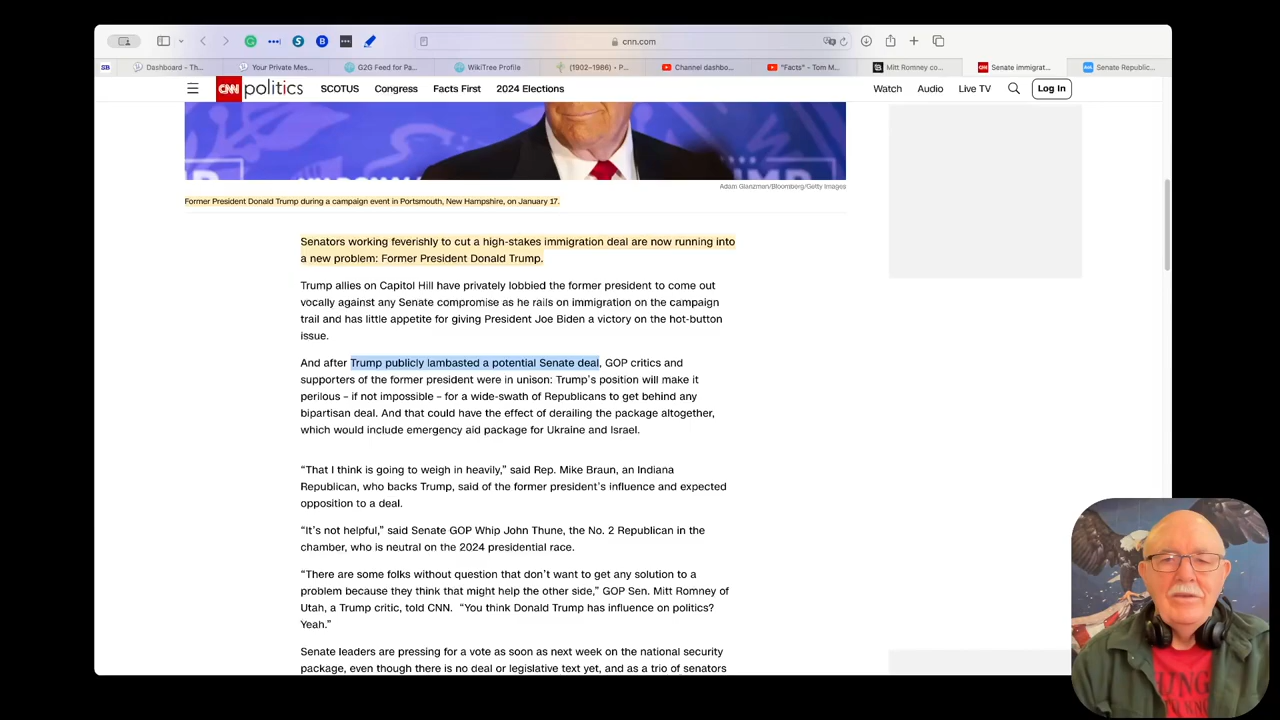 cnn.com
SB
Dashboard - Th...
Your Private Mes...
G2G Feed for Pa...
WikiTree Profile
(1902–1986) • P...
Channel dashbo...
"Facts" - Tom M...
Mitt Romney co...
Senate immigrat...
Senate Republic...
CNN politics
SCOTUS
Congress
Facts First
2024 Elections
Watch
Audio
Live TV
Log In
Adam Glanzman/Bloomberg/Getty Images
Former President Donald Trump during a campaign event in Portsmouth, New Hampshire, on January 17.
Senators working feverishly to cut a high-stakes immigration deal are now running into
a new problem: Former President Donald Trump.
Trump allies on Capitol Hill have privately lobbied the former president to come out
vocally against any Senate compromise as he rails on immigration on the campaign
trail and has little appetite for giving President Joe Biden a victory on the hot-button
issue.
And after Trump publicly lambasted a potential Senate deal, GOP critics and
supporters of the former president were in unison: Trump's position will make it
perilous – if not impossible – for a wide-swath of Republicans to get behind any
bipartisan deal. And that could have the effect of derailing the package altogether,
which would include emergency aid package for Ukraine and Israel.
“That I think is going to weigh in heavily,” said Rep. Mike Braun, an Indiana
Republican, who backs Trump, said of the former president's influence and expected
opposition to a deal.
“It's not helpful,” said Senate GOP Whip John Thune, the No. 2 Republican in the
chamber, who is neutral on the 2024 presidential race.
“There are some folks without question that don't want to get any solution to a
problem because they think that might help the other side,” GOP Sen. Mitt Romney of
Utah, a Trump critic, told CNN.  “You think Donald Trump has influence on politics?
Yeah.”
Senate leaders are pressing for a vote as soon as next week on the national security
package, even though there is no deal or legislative text yet, and as a trio of senators